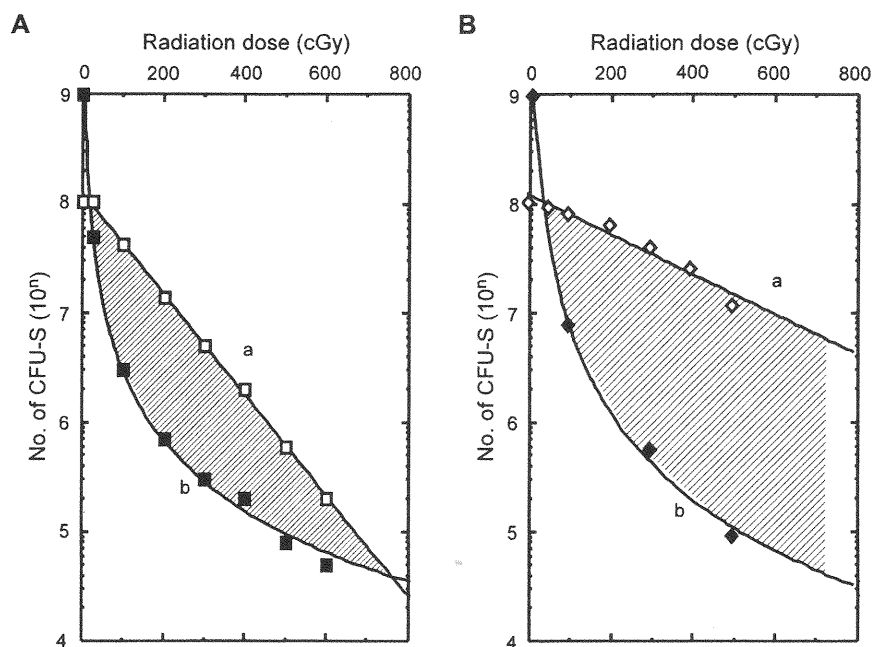 A
Radiation dose (cGy)
0 200 400 600 800
9
8
7
6
5
4
No. of CFU-S (10ⁿ)
a
b
B
Radiation dose (cGy)
0 200 400 600 800
9
8
7
6
5
4
No. of CFU-S (10ⁿ)
a
b